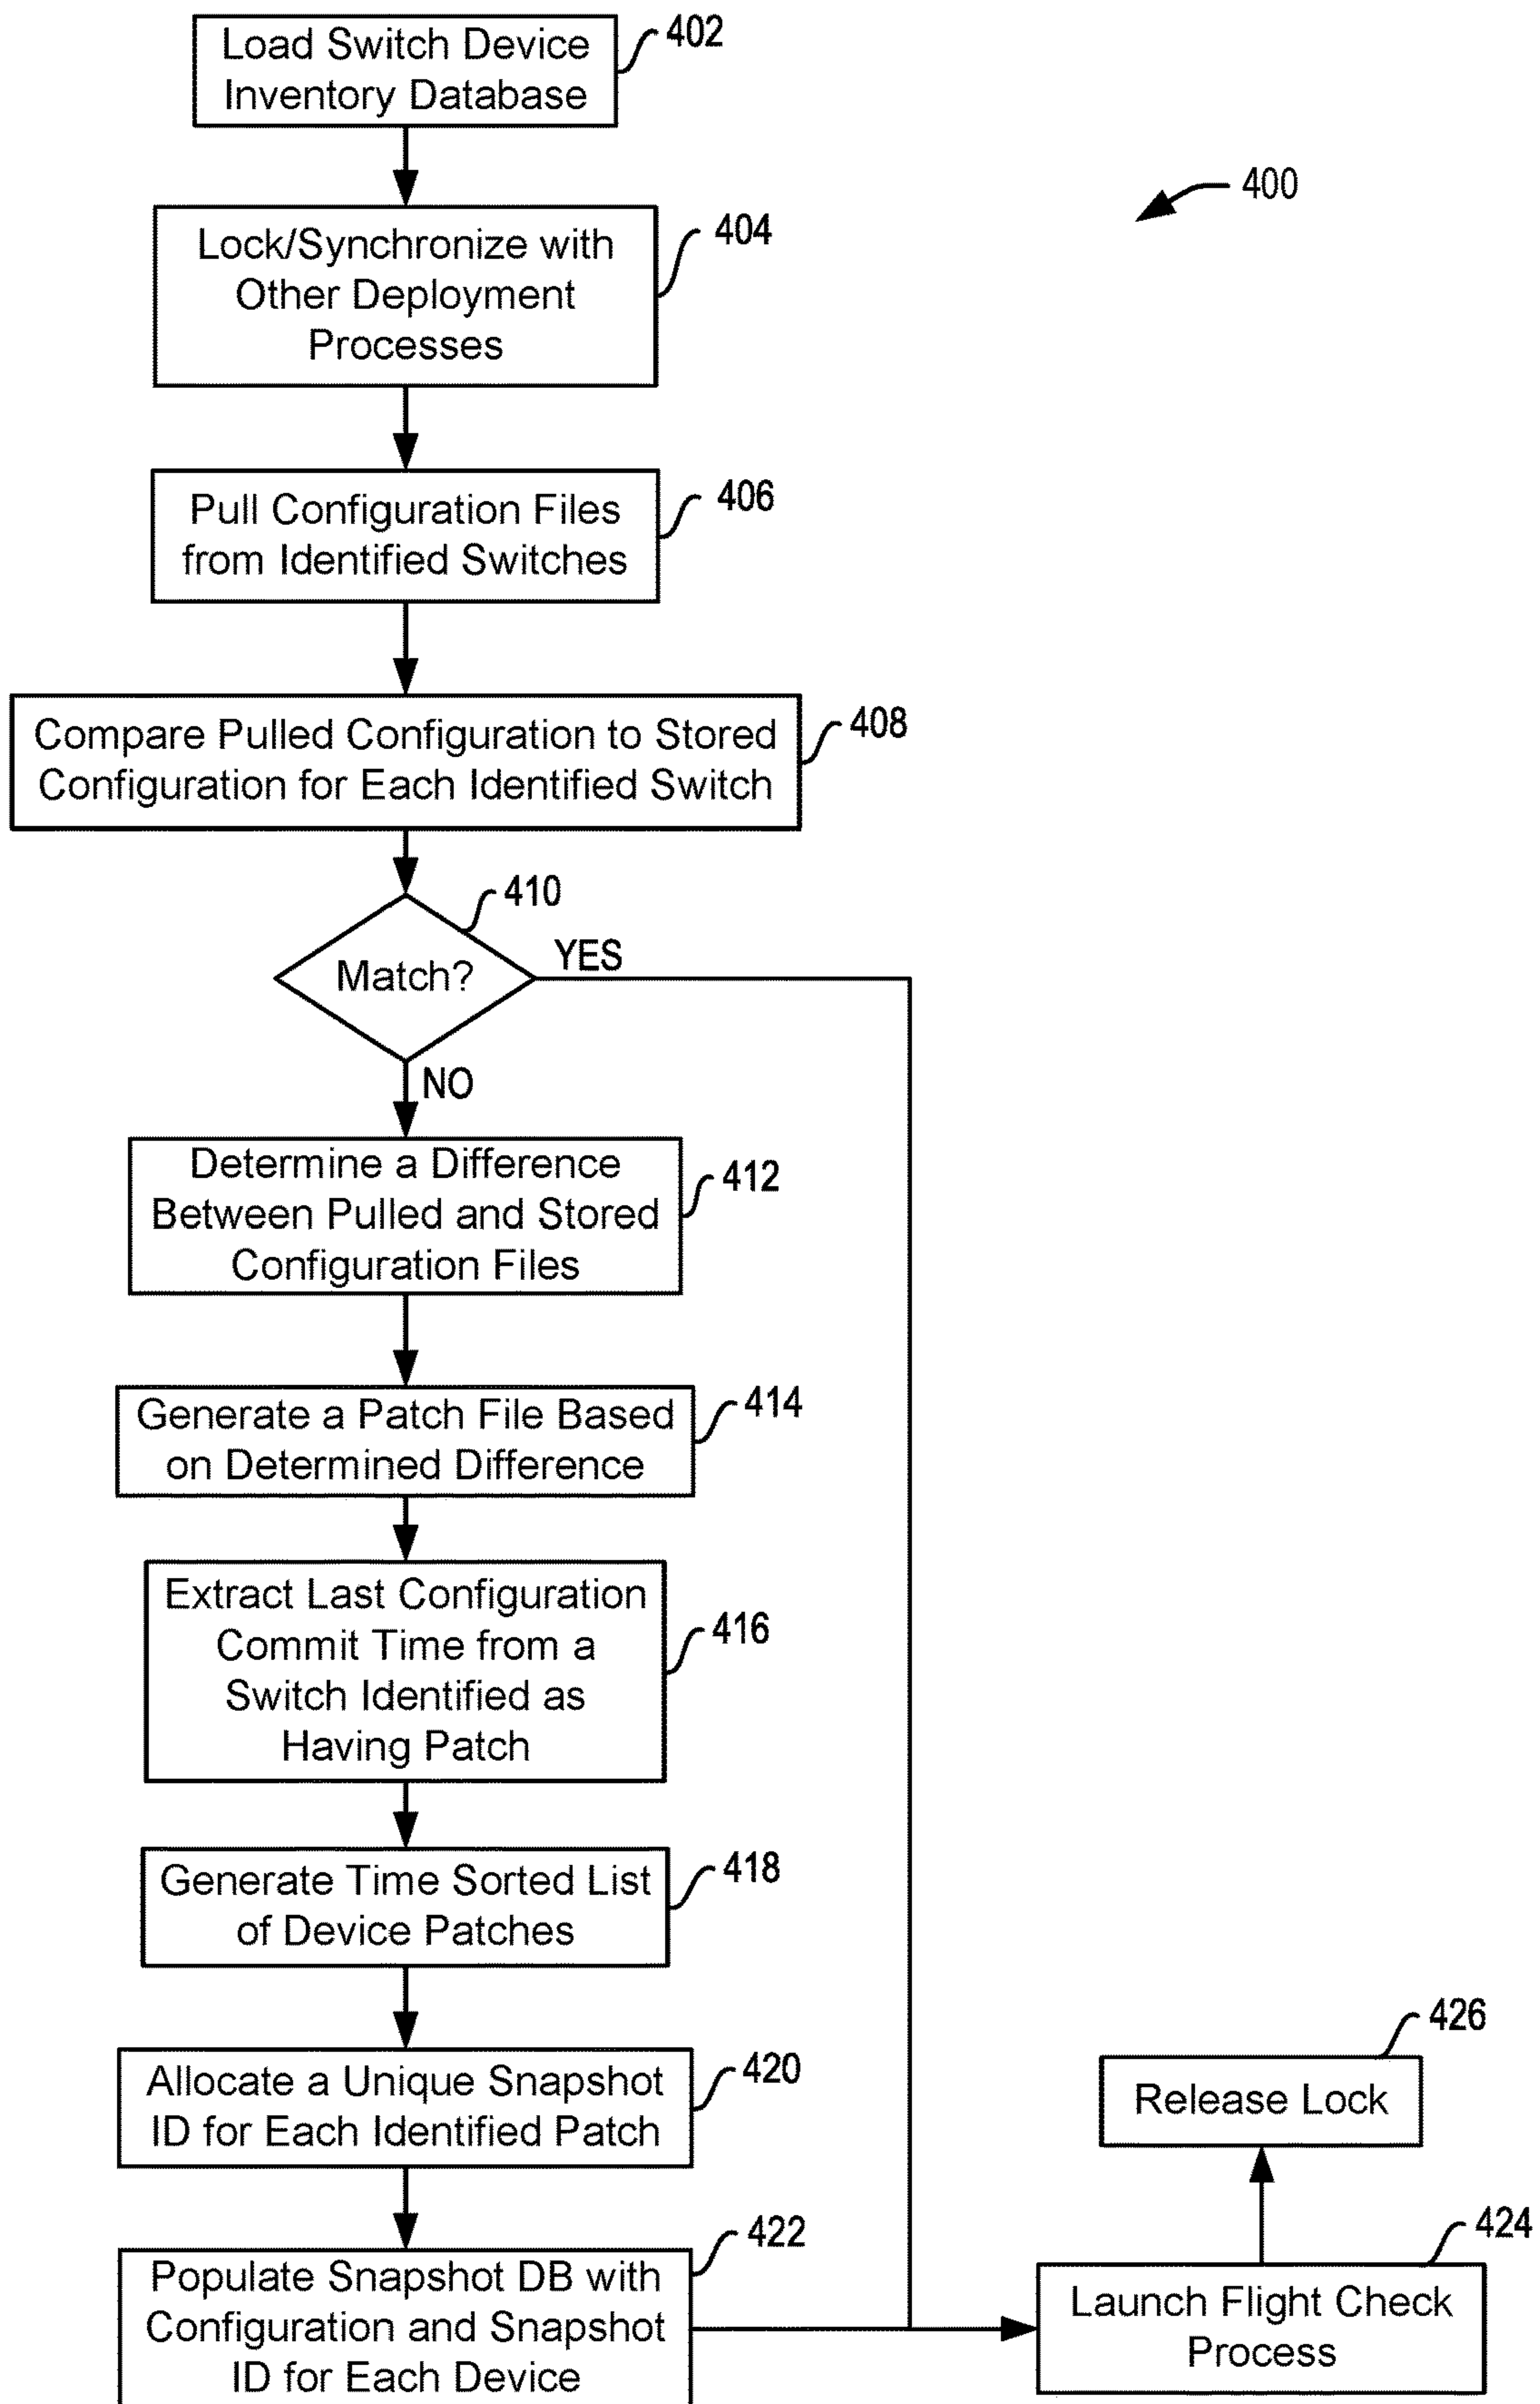 Load Switch Device
Inventory Database
402
400
Lock/Synchronize with
Other Deployment
Processes
404
Pull Configuration Files
from Identified Switches
406
Compare Pulled Configuration to Stored
Configuration for Each Identified Switch
408
410
Match?
YES
NO
Determine a Difference
Between Pulled and Stored
Configuration Files
412
Generate a Patch File Based
on Determined Difference
414
Extract Last Configuration
Commit Time from a
Switch Identified as
Having Patch
416
Generate Time Sorted List
of Device Patches
418
Allocate a Unique Snapshot
ID for Each Identified Patch
420
Populate Snapshot DB with
Configuration and Snapshot
ID for Each Device
422
426
Release Lock
424
Launch Flight Check
Process